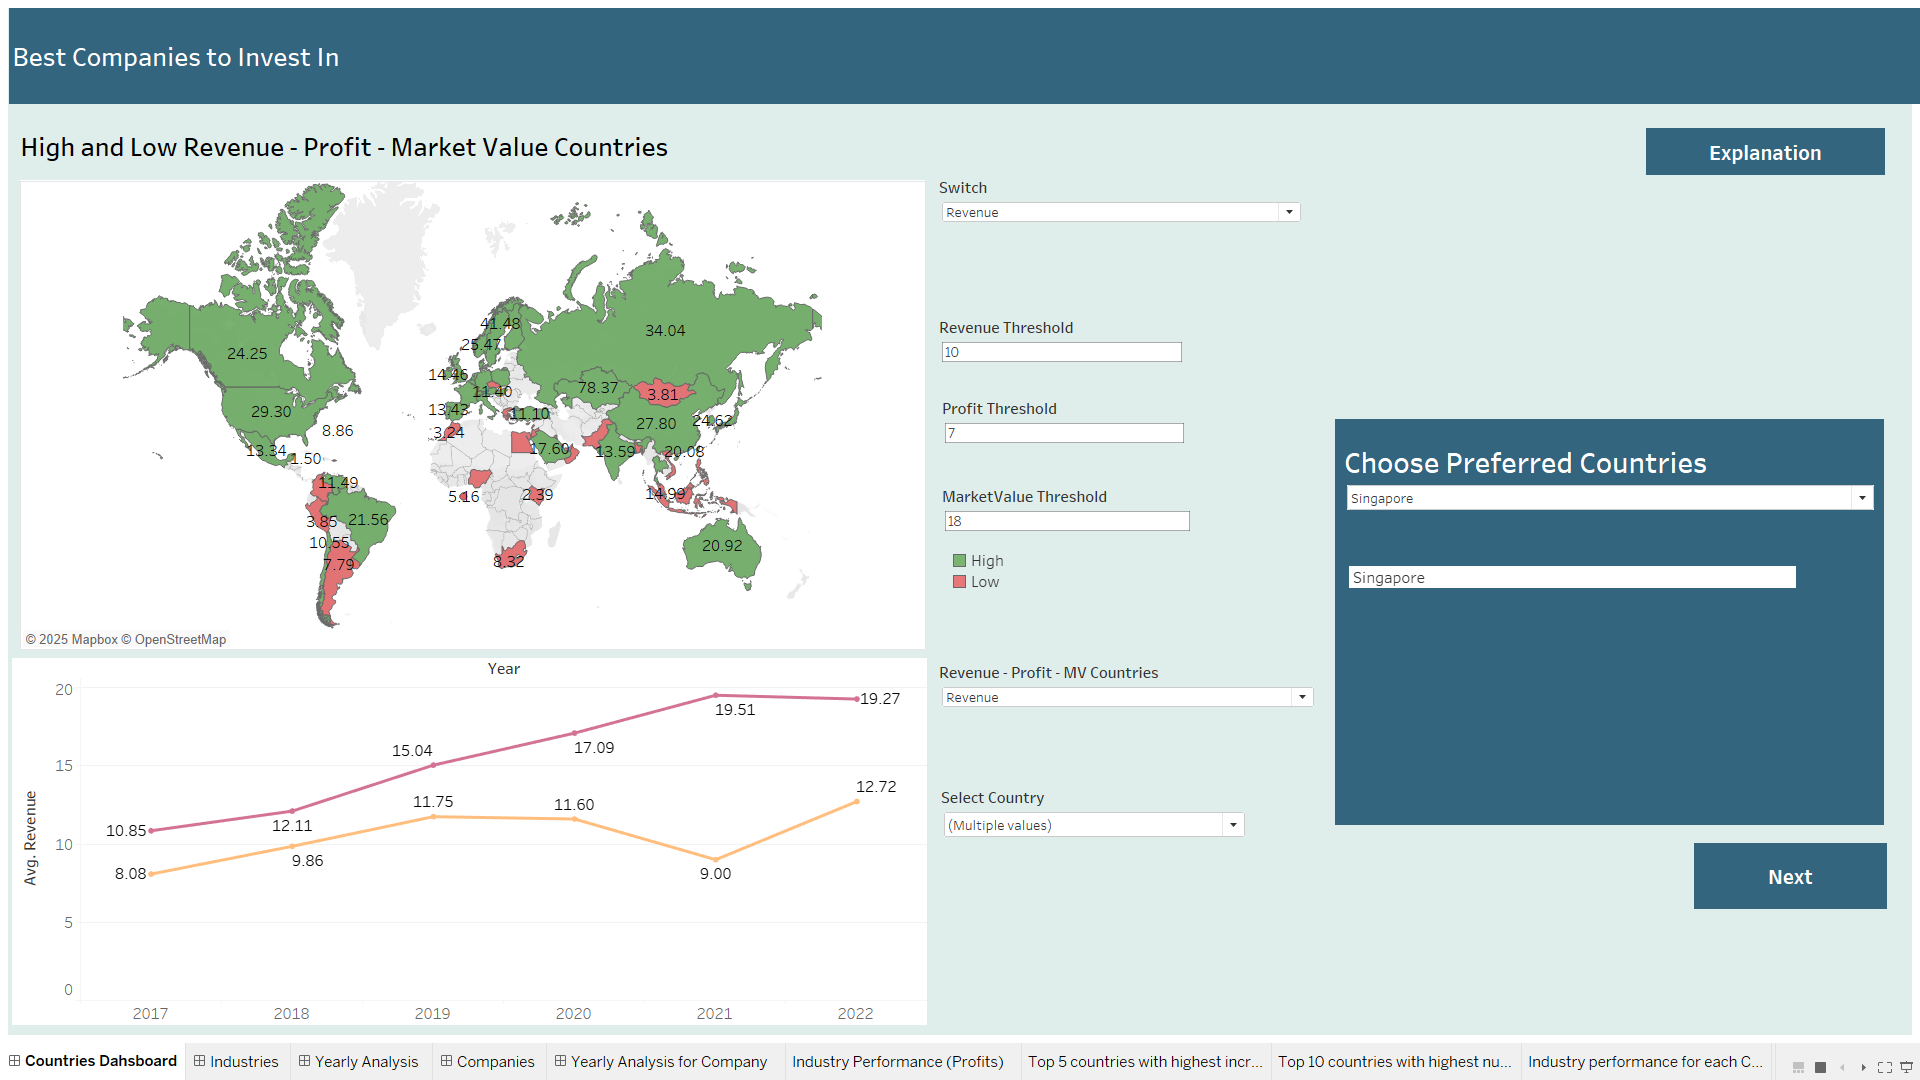 Best Companies to Invest In
High and Low Revenue - Profit - Market Value Countries
Explanation
Switch
Revenue
41.48
34.04
25.47
24.25
14.46
78.37
11.40
3.81
29.30
13.43
11.10
27.80
24.62
8.86
3.24
13.34
17.60
13.59
20.08
1.50
11.49
5.16
2.39
14.99
3.85
21.56
10.55
20.92
7.79
8.32
© 2025 Mapbox © OpenStreetMap
Revenue Threshold
10
Profit Threshold
7
MarketValue Threshold
18
High
Low
Choose Preferred Countries
Singapore
Singapore
Revenue - Profit - MV Countries
Revenue
Select Country
(Multiple values)
Next
Year
Avg. Revenue
20
15
10
5
0
10.85
12.11
15.04
17.09
19.51
19.27
8.08
9.86
11.75
11.60
9.00
12.72
2017
2018
2019
2020
2021
2022
Countries Dahsboard
Industries
Yearly Analysis
Companies
Yearly Analysis for Company
Industry Performance (Profits)
Top 5 countries with highest incr...
Top 10 countries with highest nu...
Industry performance for each C...